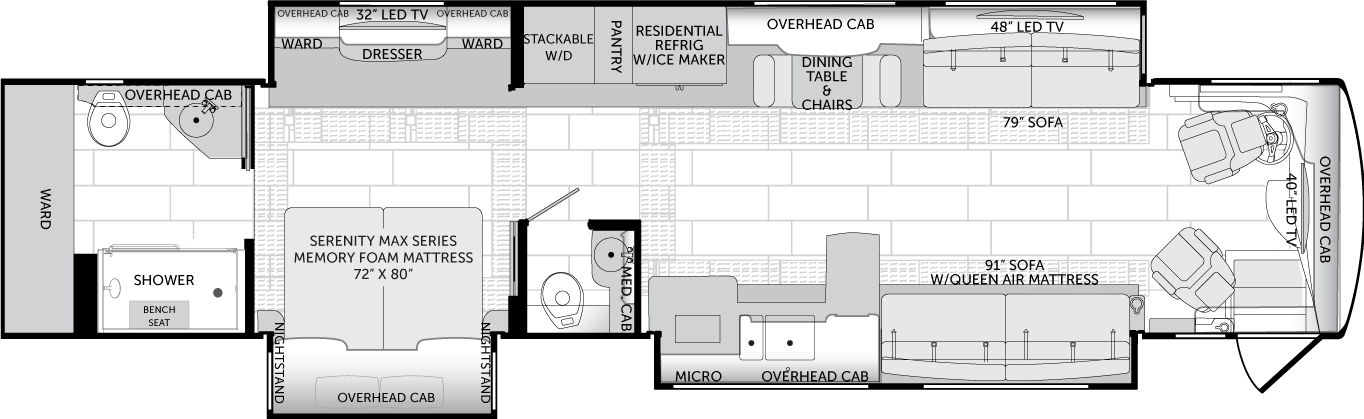 OVERHEAD CAB
32" LED TV
OVERHEAD CAB
WARD
DRESSER
WARD
STACKABLE
W/D
PANTRY
RESIDENTIAL
REFRIG
W/ICE MAKER
OVERHEAD CAB
DINING
TABLE
&
CHAIRS
48" LED TV
79" SOFA
OVERHEAD CAB
WARD
SHOWER
BENCH
SEAT
SERENITY MAX SERIES
MEMORY FOAM MATTRESS
72" X 80"
NIGHTSTAND
NIGHTSTAND
OVERHEAD CAB
MED. CAB
MICRO
OVERHEAD CAB
91" SOFA
W/QUEEN AIR MATTRESS
40" LED TV
OVERHEAD CAB